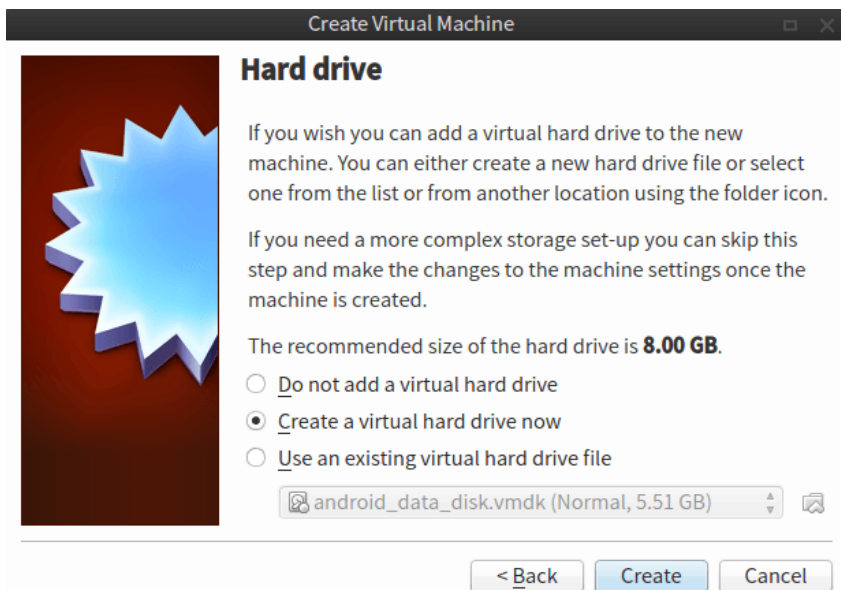 Create Virtual Machine
Hard drive
If you wish you can add a virtual hard drive to the new
machine. You can either create a new hard drive file or select
one from the list or from another location using the folder icon.
If you need a more complex storage set-up you can skip this
step and make the changes to the machine settings once the
machine is created.
The recommended size of the hard drive is 8.00 GB.
Do not add a virtual hard drive
Create a virtual hard drive now
Use an existing virtual hard drive file
android_data_disk.vmdk (Normal, 5.51 GB)
< Back Create Cancel